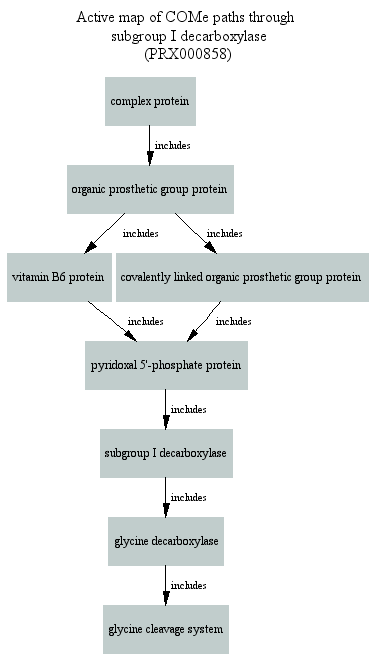 Active map of COMe paths through
subgroup I decarboxylase
(PRX000858)
complex protein
includes
organic prosthetic group protein
includes
includes
vitamin B6 protein
covalently linked organic prosthetic group protein
includes
includes
pyridoxal 5'-phosphate protein
includes
subgroup I decarboxylase
includes
glycine decarboxylase
includes
glycine cleavage system